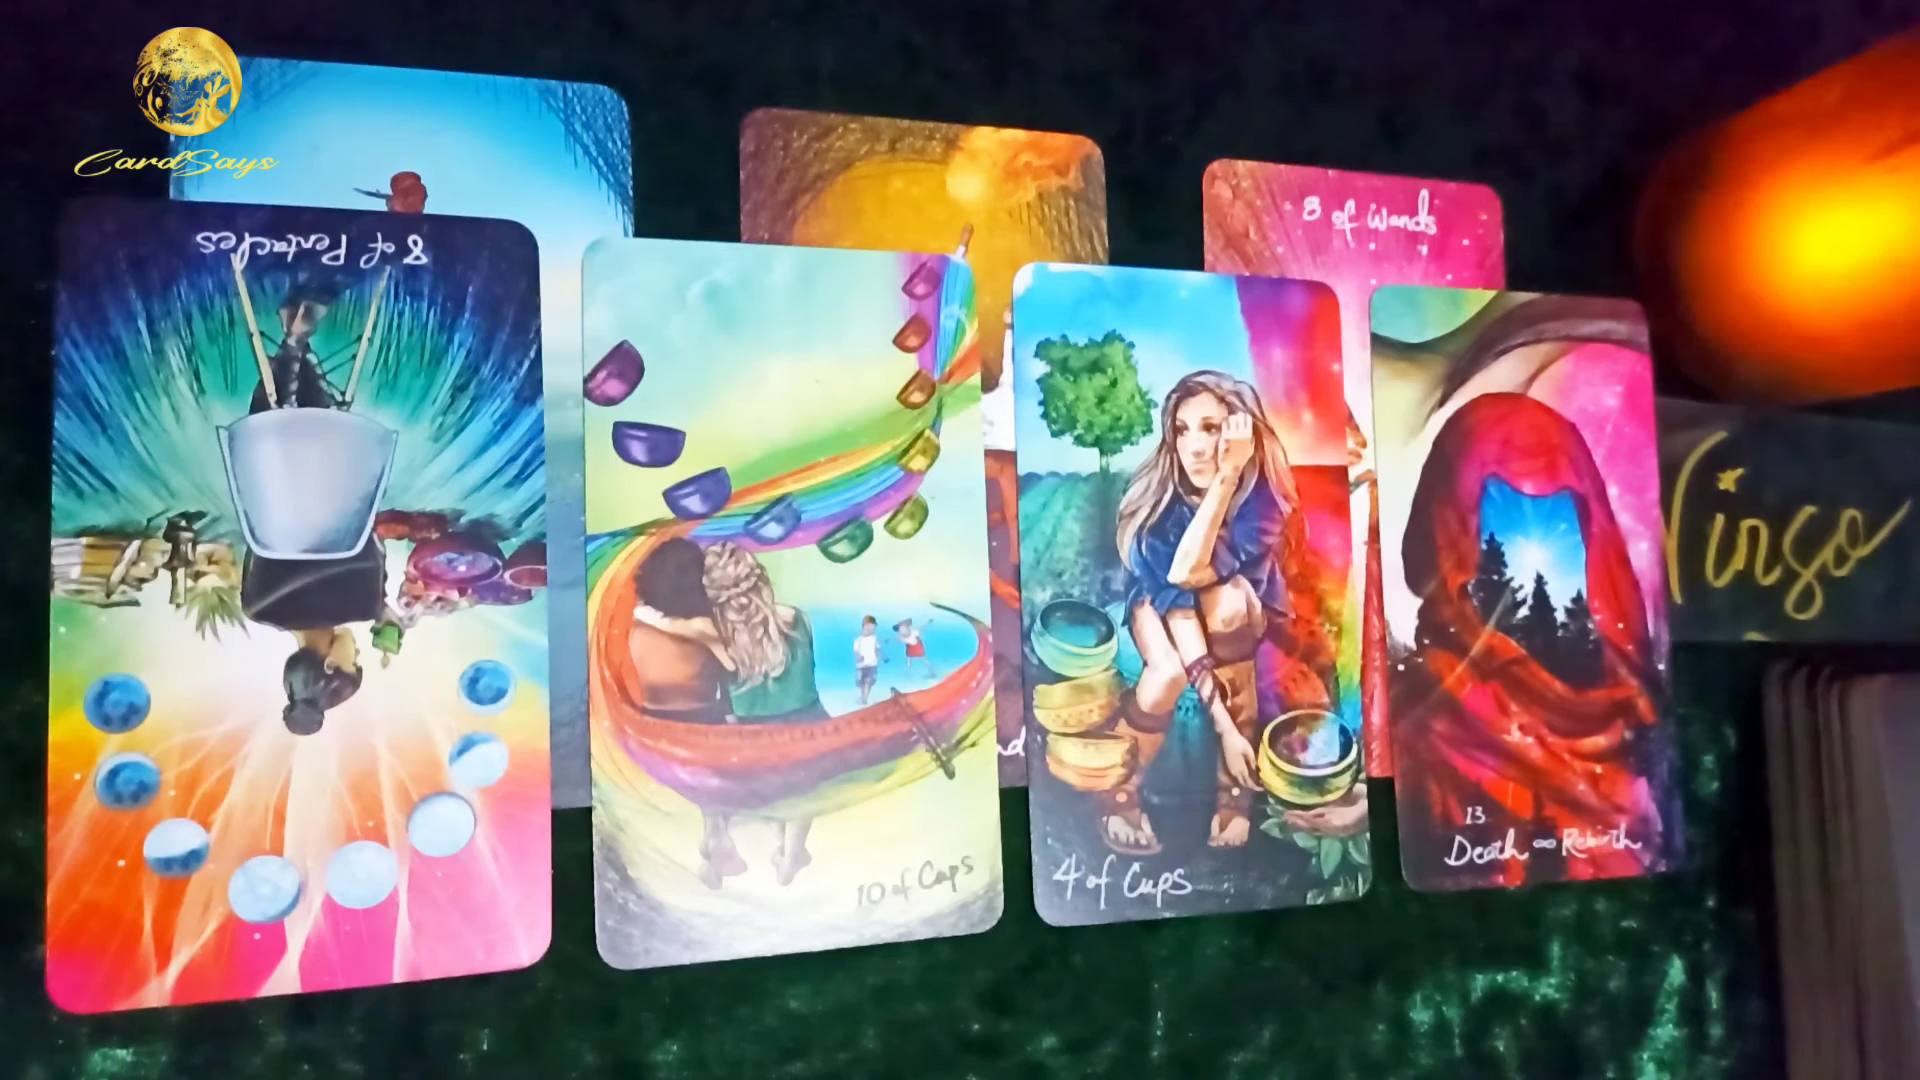 CardSays
8 of Wands
8 of Pentacles
Virgo
10 of Cups
4 of Cups
13
Death ∞ Rebirth